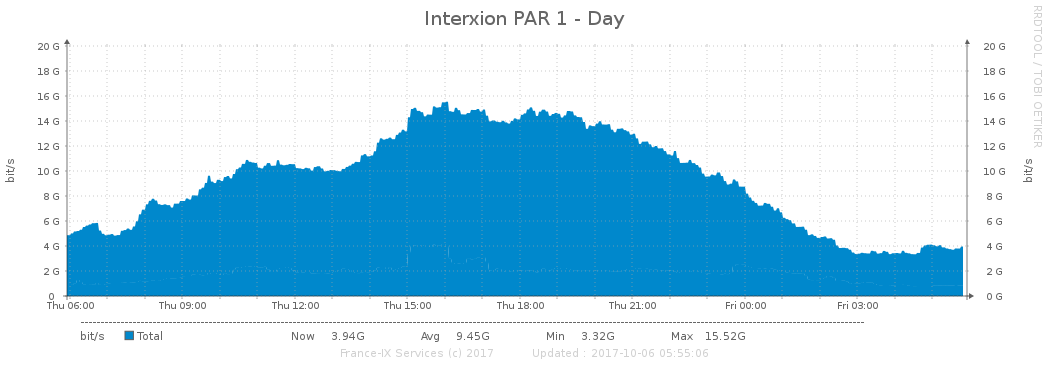 Interxion PAR 1 - Day
RRDTOOL / TOBI OETIKER
20 G 20 G
18 G 18 G
16 G 16 G
14 G 14 G
12 G 12 G
10 G 10 G
8 G 8 G
6 G 6 G
4 G 4 G
2 G 2 G
0 0 G
bit/s
bit/s
Thu 06:00 Thu 09:00 Thu 12:00 Thu 15:00 Thu 18:00 Thu 21:00 Fri 00:00 Fri 03:00
bit/s Total Now 3.94G Avg 9.45G Min 3.32G Max 15.52G
France-IX Services (c) 2017 Updated : 2017-10-06 05:55:06